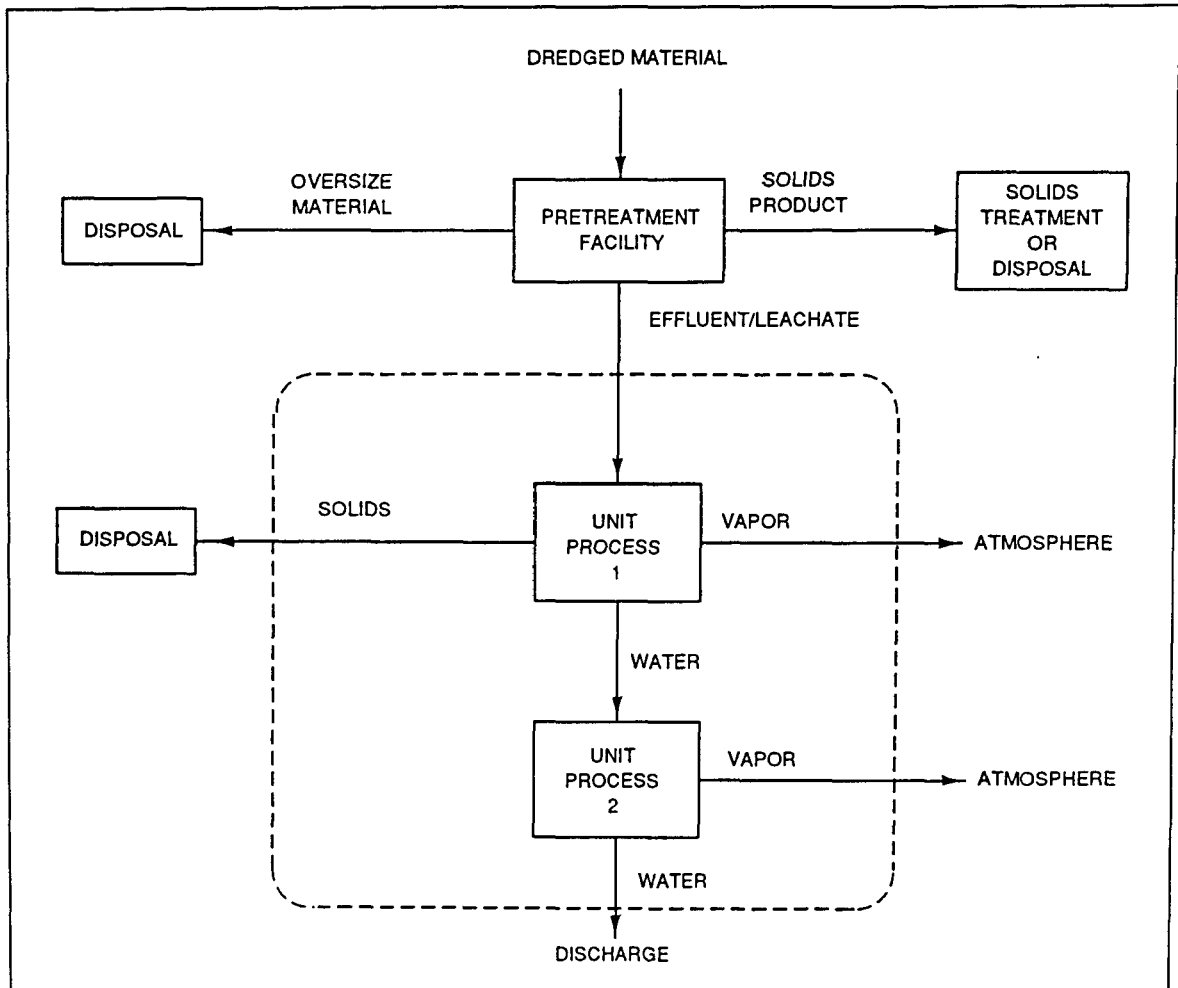 DREDGED MATERIAL
OVERSIZE
MATERIAL
SOLIDS
PRODUCT
DISPOSAL
PRETREATMENT
FACILITY
SOLIDS
TREATMENT
OR
DISPOSAL
EFFLUENT/LEACHATE
SOLIDS
VAPOR
DISPOSAL
UNIT
PROCESS
1
ATMOSPHERE
WATER
UNIT
PROCESS
2
VAPOR
ATMOSPHERE
WATER
DISCHARGE